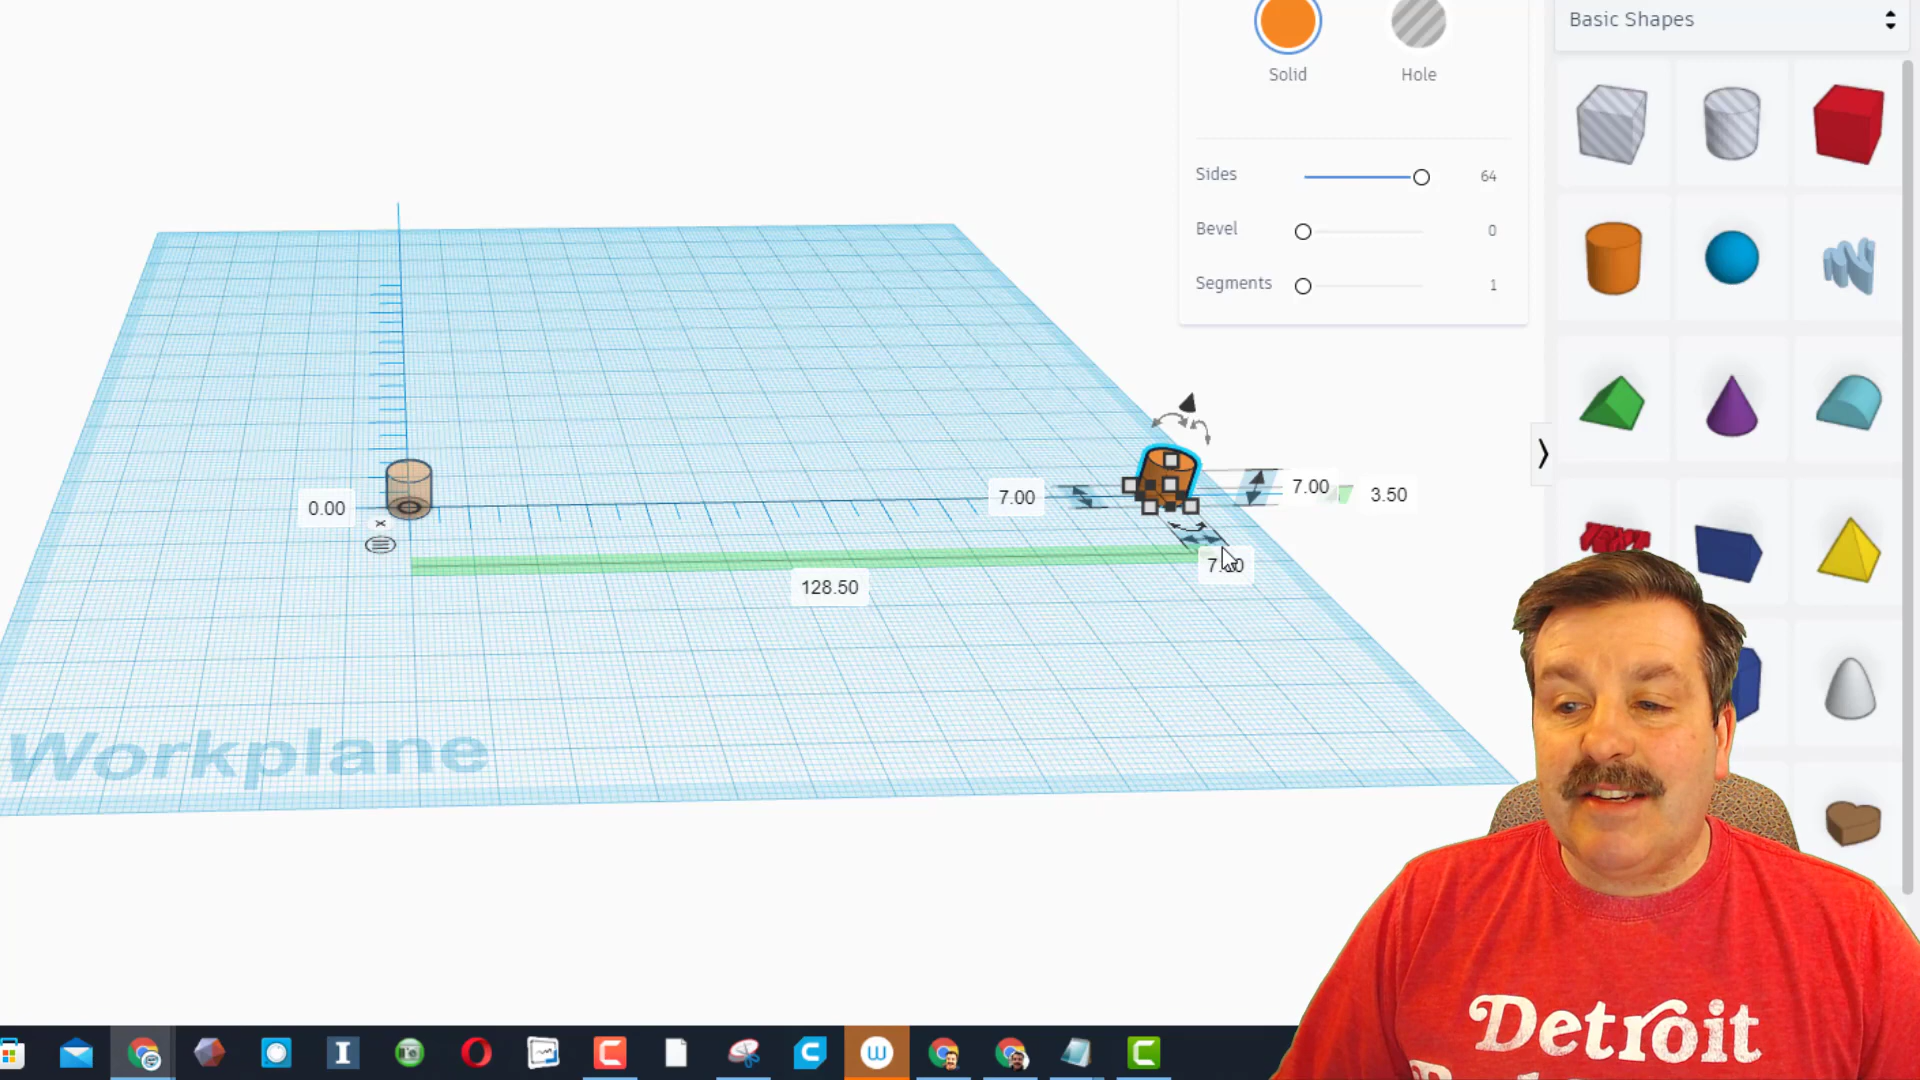 Basic Shapes
Solid
Hole
Sides
64
Bevel
0
Segments
1
0.00
7.00
7.00
3.50
128.50
Workplane
TEXT
I
W
Detroit